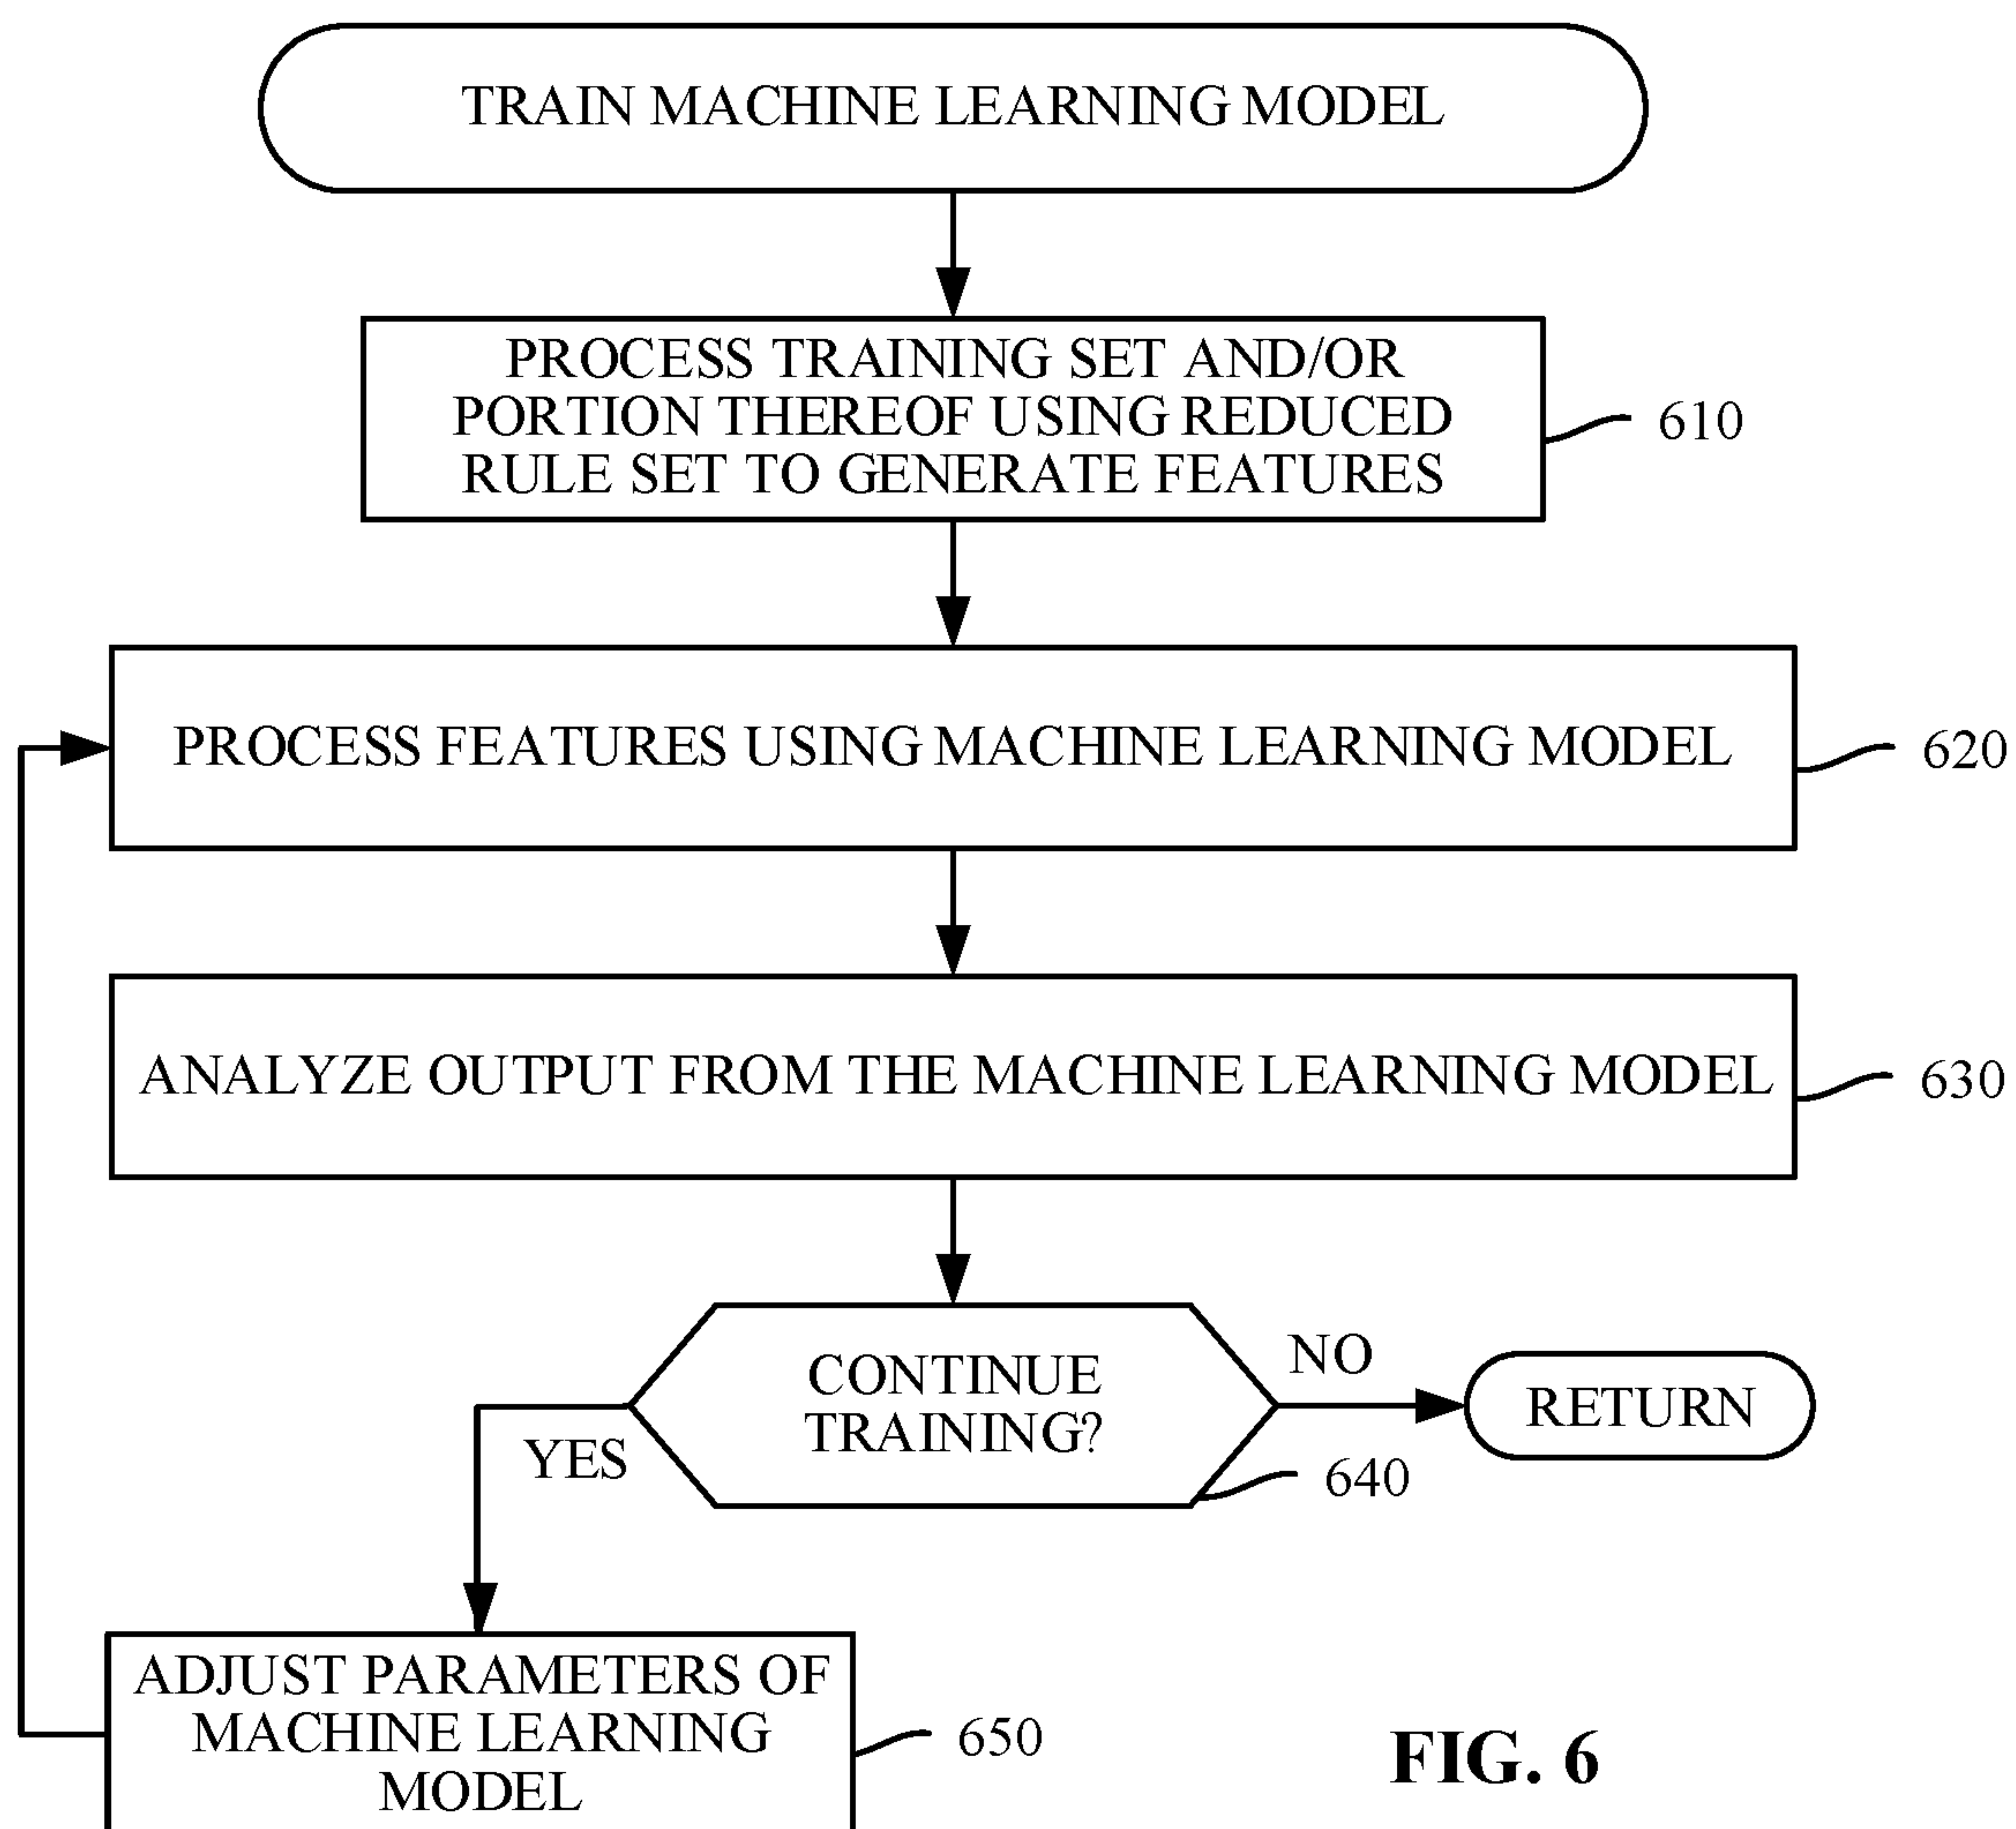 TRAIN MACHINE LEARNING MODEL
PROCESS TRAINING SET AND/OR
PORTION THEREOF USING REDUCED
RULE SET TO GENERATE FEATURES
610
PROCESS FEATURES USING MACHINE LEARNING MODEL
620
ANALYZE OUTPUT FROM THE MACHINE LEARNING MODEL
630
CONTINUE
TRAINING?
NO
RETURN
YES
640
ADJUST PARAMETERS OF
MACHINE LEARNING
MODEL
650
FIG. 6